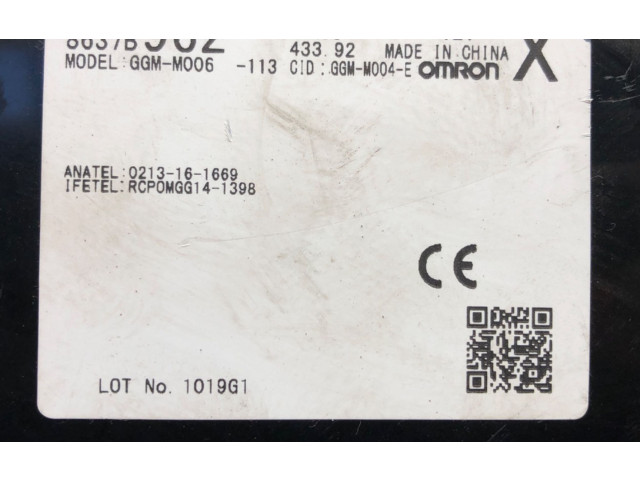 8637B962
433.92 MADE IN CHINA X
MODEL:GGM-M006 -113 CID:GGM-M004-E OMRON
ANATEL:0213-16-1669
IFETEL:RCPOMGG14-1398
CE
LOT No. 1019G1